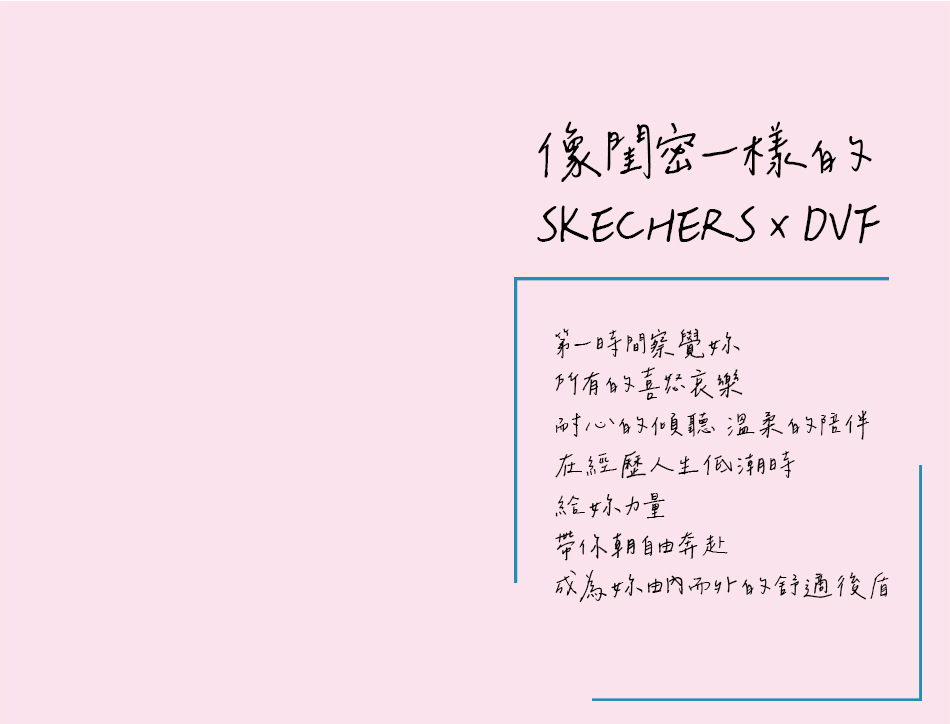 像閨密一樣的
SKECHERS x DVF
第一時間察覺妳
所有的喜怒哀樂
耐心的傾聽 溫柔的陪伴
在經歷人生低潮時
給妳力量
帶你朝自由奔赴
成為妳由內而外的舒適後盾